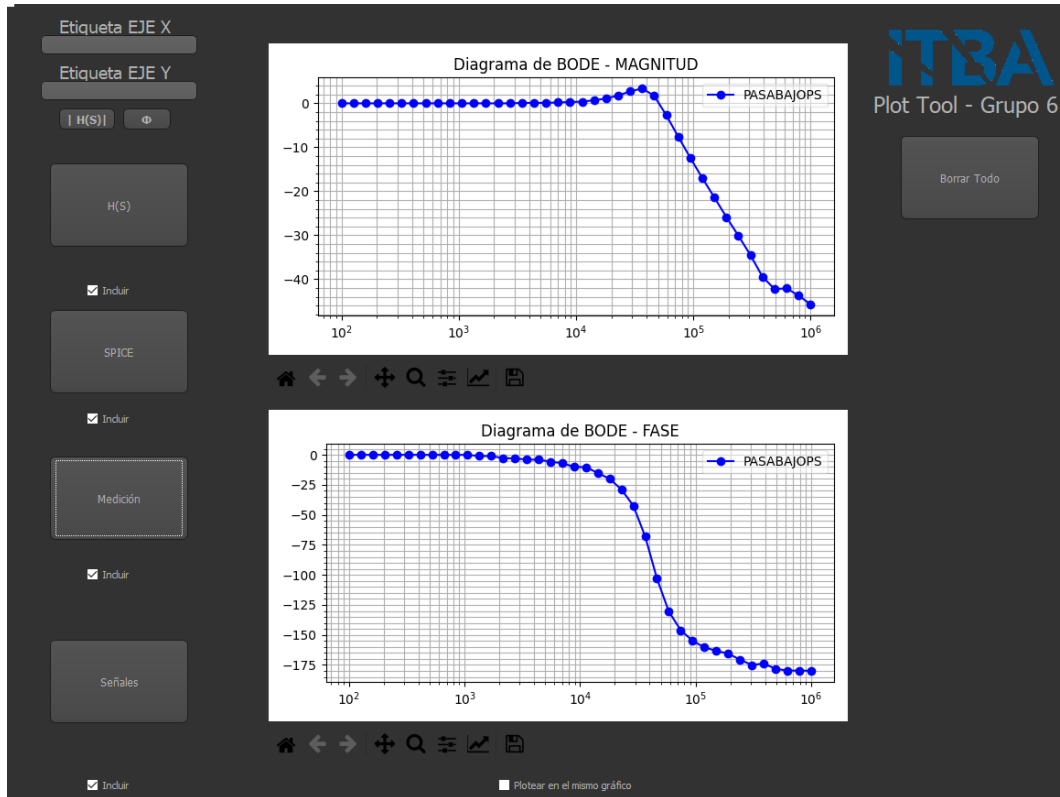 Etiqueta EJE X
Etiqueta EJE Y
| H(S)|
Φ
H(S)
Incluir
SPICE
Incluir
Medición
Incluir
Señales
Incluir
Diagrama de BODE - MAGNITUD
PASABAJOPS
0
−10
−20
−30
−40
10²
10³
10⁴
10⁵
10⁶
Diagrama de BODE - FASE
PASABAJOPS
0
−25
−50
−75
−100
−125
−150
−175
10²
10³
10⁴
10⁵
10⁶
Plotear en el mismo gráfico
iTBA
Plot Tool - Grupo 6
Borrar Todo